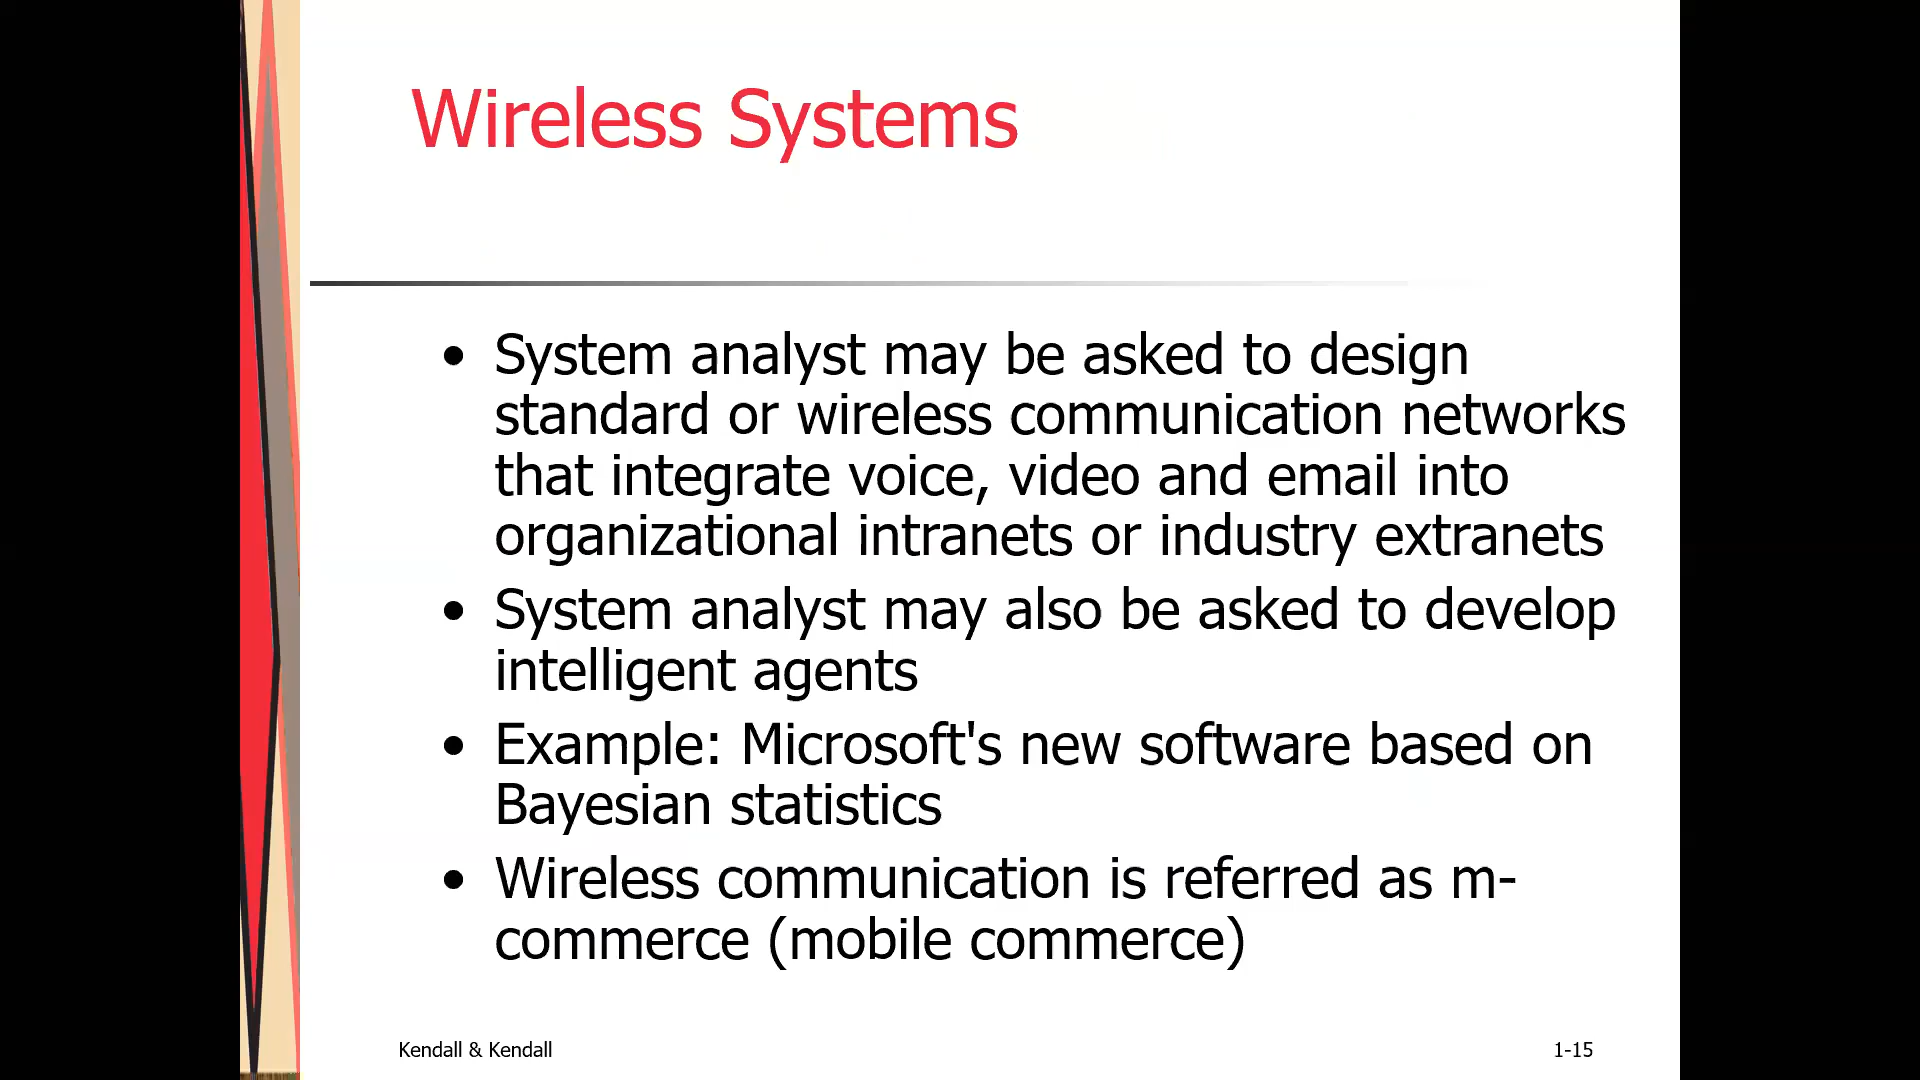 Wireless Systems
• System analyst may be asked to design
standard or wireless communication networks
that integrate voice, video and email into
organizational intranets or industry extranets
• System analyst may also be asked to develop
intelligent agents
• Example: Microsoft's new software based on
Bayesian statistics
• Wireless communication is referred as m-
commerce (mobile commerce)
Kendall & Kendall
1-15